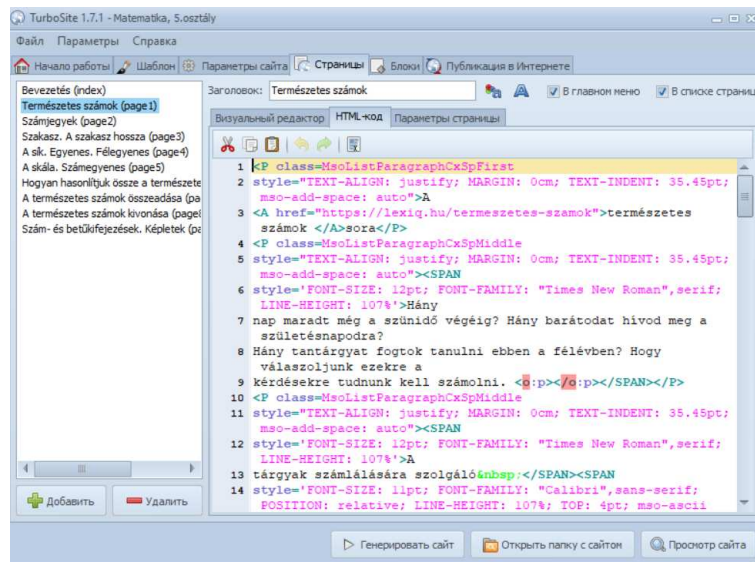 TurboSite 1.7.1 - Matematika, 5.osztály
Файл Параметры Справка
Начало работы Шаблон Параметры сайта Страницы Блоки Публикация в Интернете
Bevezetés (index)
Természetes számok (page1)
Számjegyek (page2)
Szakasz. A szakasz hossza (page3)
A sík. Egyenes. Félegyenes (page4)
A skála. Számegyenes (page5)
Hogyan hasonlítjuk össze a természete
A természetes számok összeadása (pa
A természetes számok kivonása (page
Szám- és betűkifejezések. Képletek (pa
Добавить Удалить
Заголовок: Természetes számok В главном меню В списке страниц
Визуальный редактор HTML-код Параметры страницы
1 <P class=MsoListParagraphCxSpFirst
2 style="TEXT-ALIGN: justify; MARGIN: 0cm; TEXT-INDENT: 35.45pt;
mso-add-space: auto">A
3 <A href="https://lexiq.hu/termeszetes-szamok">természetes
számok </A>sora</P>
4 <P class=MsoListParagraphCxSpMiddle
5 style="TEXT-ALIGN: justify; MARGIN: 0cm; TEXT-INDENT: 35.45pt;
mso-add-space: auto"><SPAN
6 style='FONT-SIZE: 12pt; FONT-FAMILY: "Times New Roman",serif;
LINE-HEIGHT: 107%'>Hány
7 nap maradt még a szünidő végéig? Hány barátodat hívod meg a
születésnapodra?
8 Hány tantárgyat fogtok tanulni ebben a félévben? Hogy
válaszoljunk ezekre a
9 kérdésekre tudnunk kell számolni. <o:p></o:p></SPAN></P>
10 <P class=MsoListParagraphCxSpMiddle
11 style="TEXT-ALIGN: justify; MARGIN: 0cm; TEXT-INDENT: 35.45pt;
mso-add-space: auto"><SPAN
12 style='FONT-SIZE: 12pt; FONT-FAMILY: "Times New Roman",serif;
LINE-HEIGHT: 107%'>A
13 tárgyak számlálására szolgáló&nbsp;</SPAN><SPAN
14 style='FONT-SIZE: 11pt; FONT-FAMILY: "Calibri",sans-serif;
POSITION: relative; LINE-HEIGHT: 107%; TOP: 4pt; mso-ascii
Генерировать сайт Открыть папку с сайтом Просмотр сайта